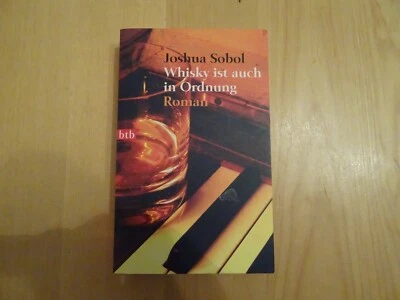 Joshua Sobol
Whisky ist auch
in Ordnung
Roman
btb